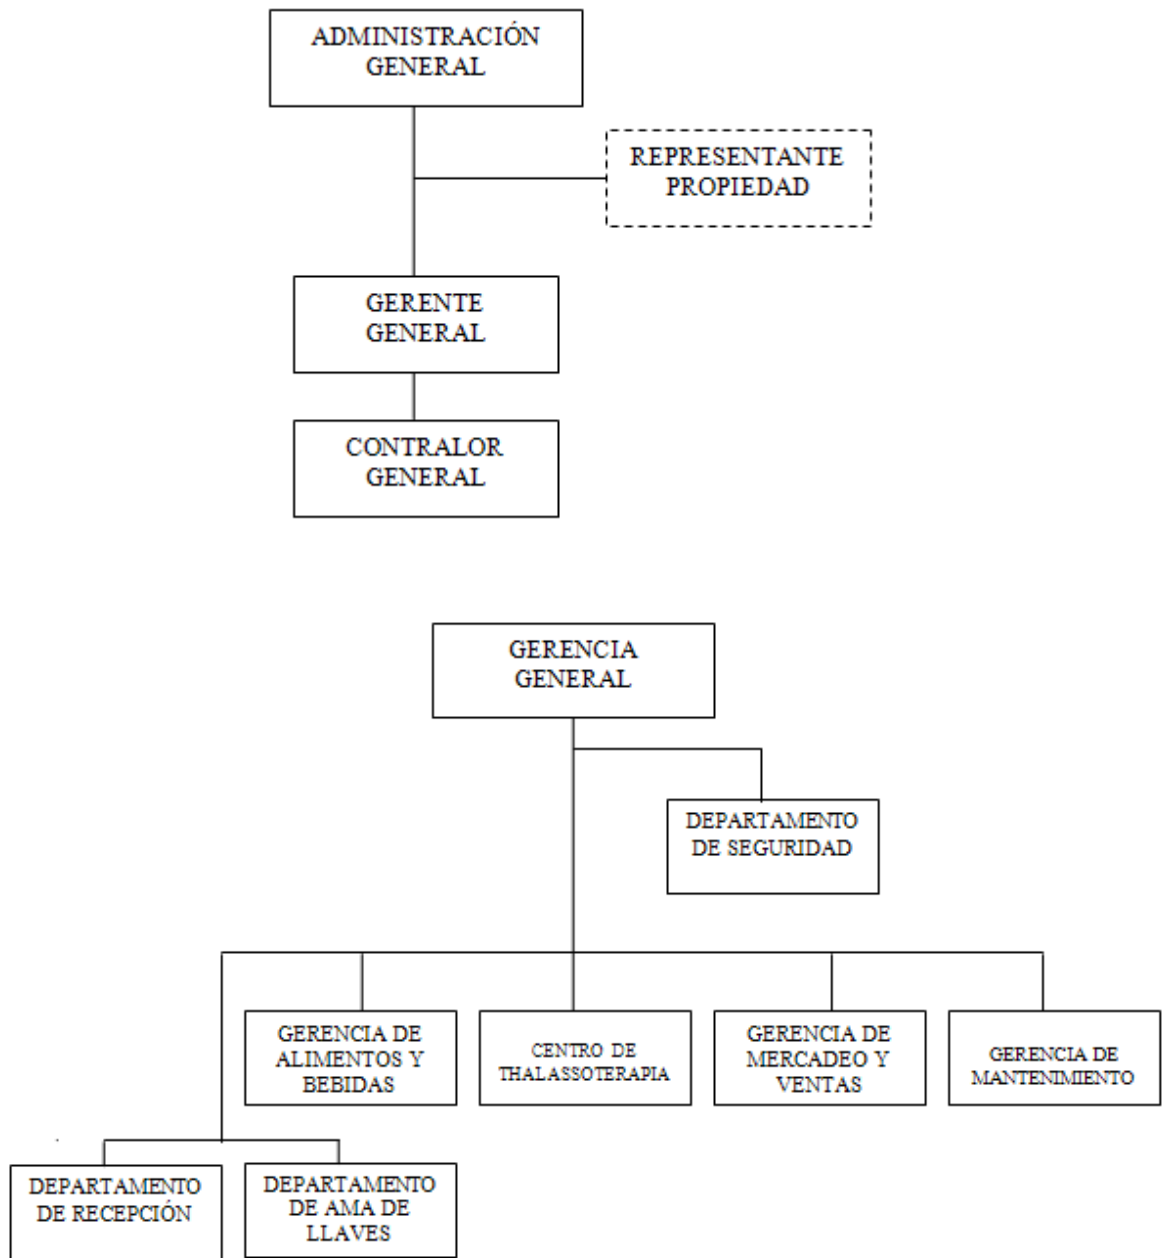 ADMINISTRACIÓN
GENERAL
REPRESENTANTE
PROPIEDAD
GERENTE
GENERAL
CONTRALOR
GENERAL
GERENCIA
GENERAL
DEPARTAMENTO
DE SEGURIDAD
GERENCIA DE
ALIMENTOS Y
BEBIDAS
CENTRO DE
THALASSOTERAPIA
GERENCIA DE
MERCADEO Y
VENTAS
GERENCIA DE
MANTENIMIENTO
DEPARTAMENTO
DE RECEPCIÓN
DEPARTAMENTO
DE AMA DE
LLAVES